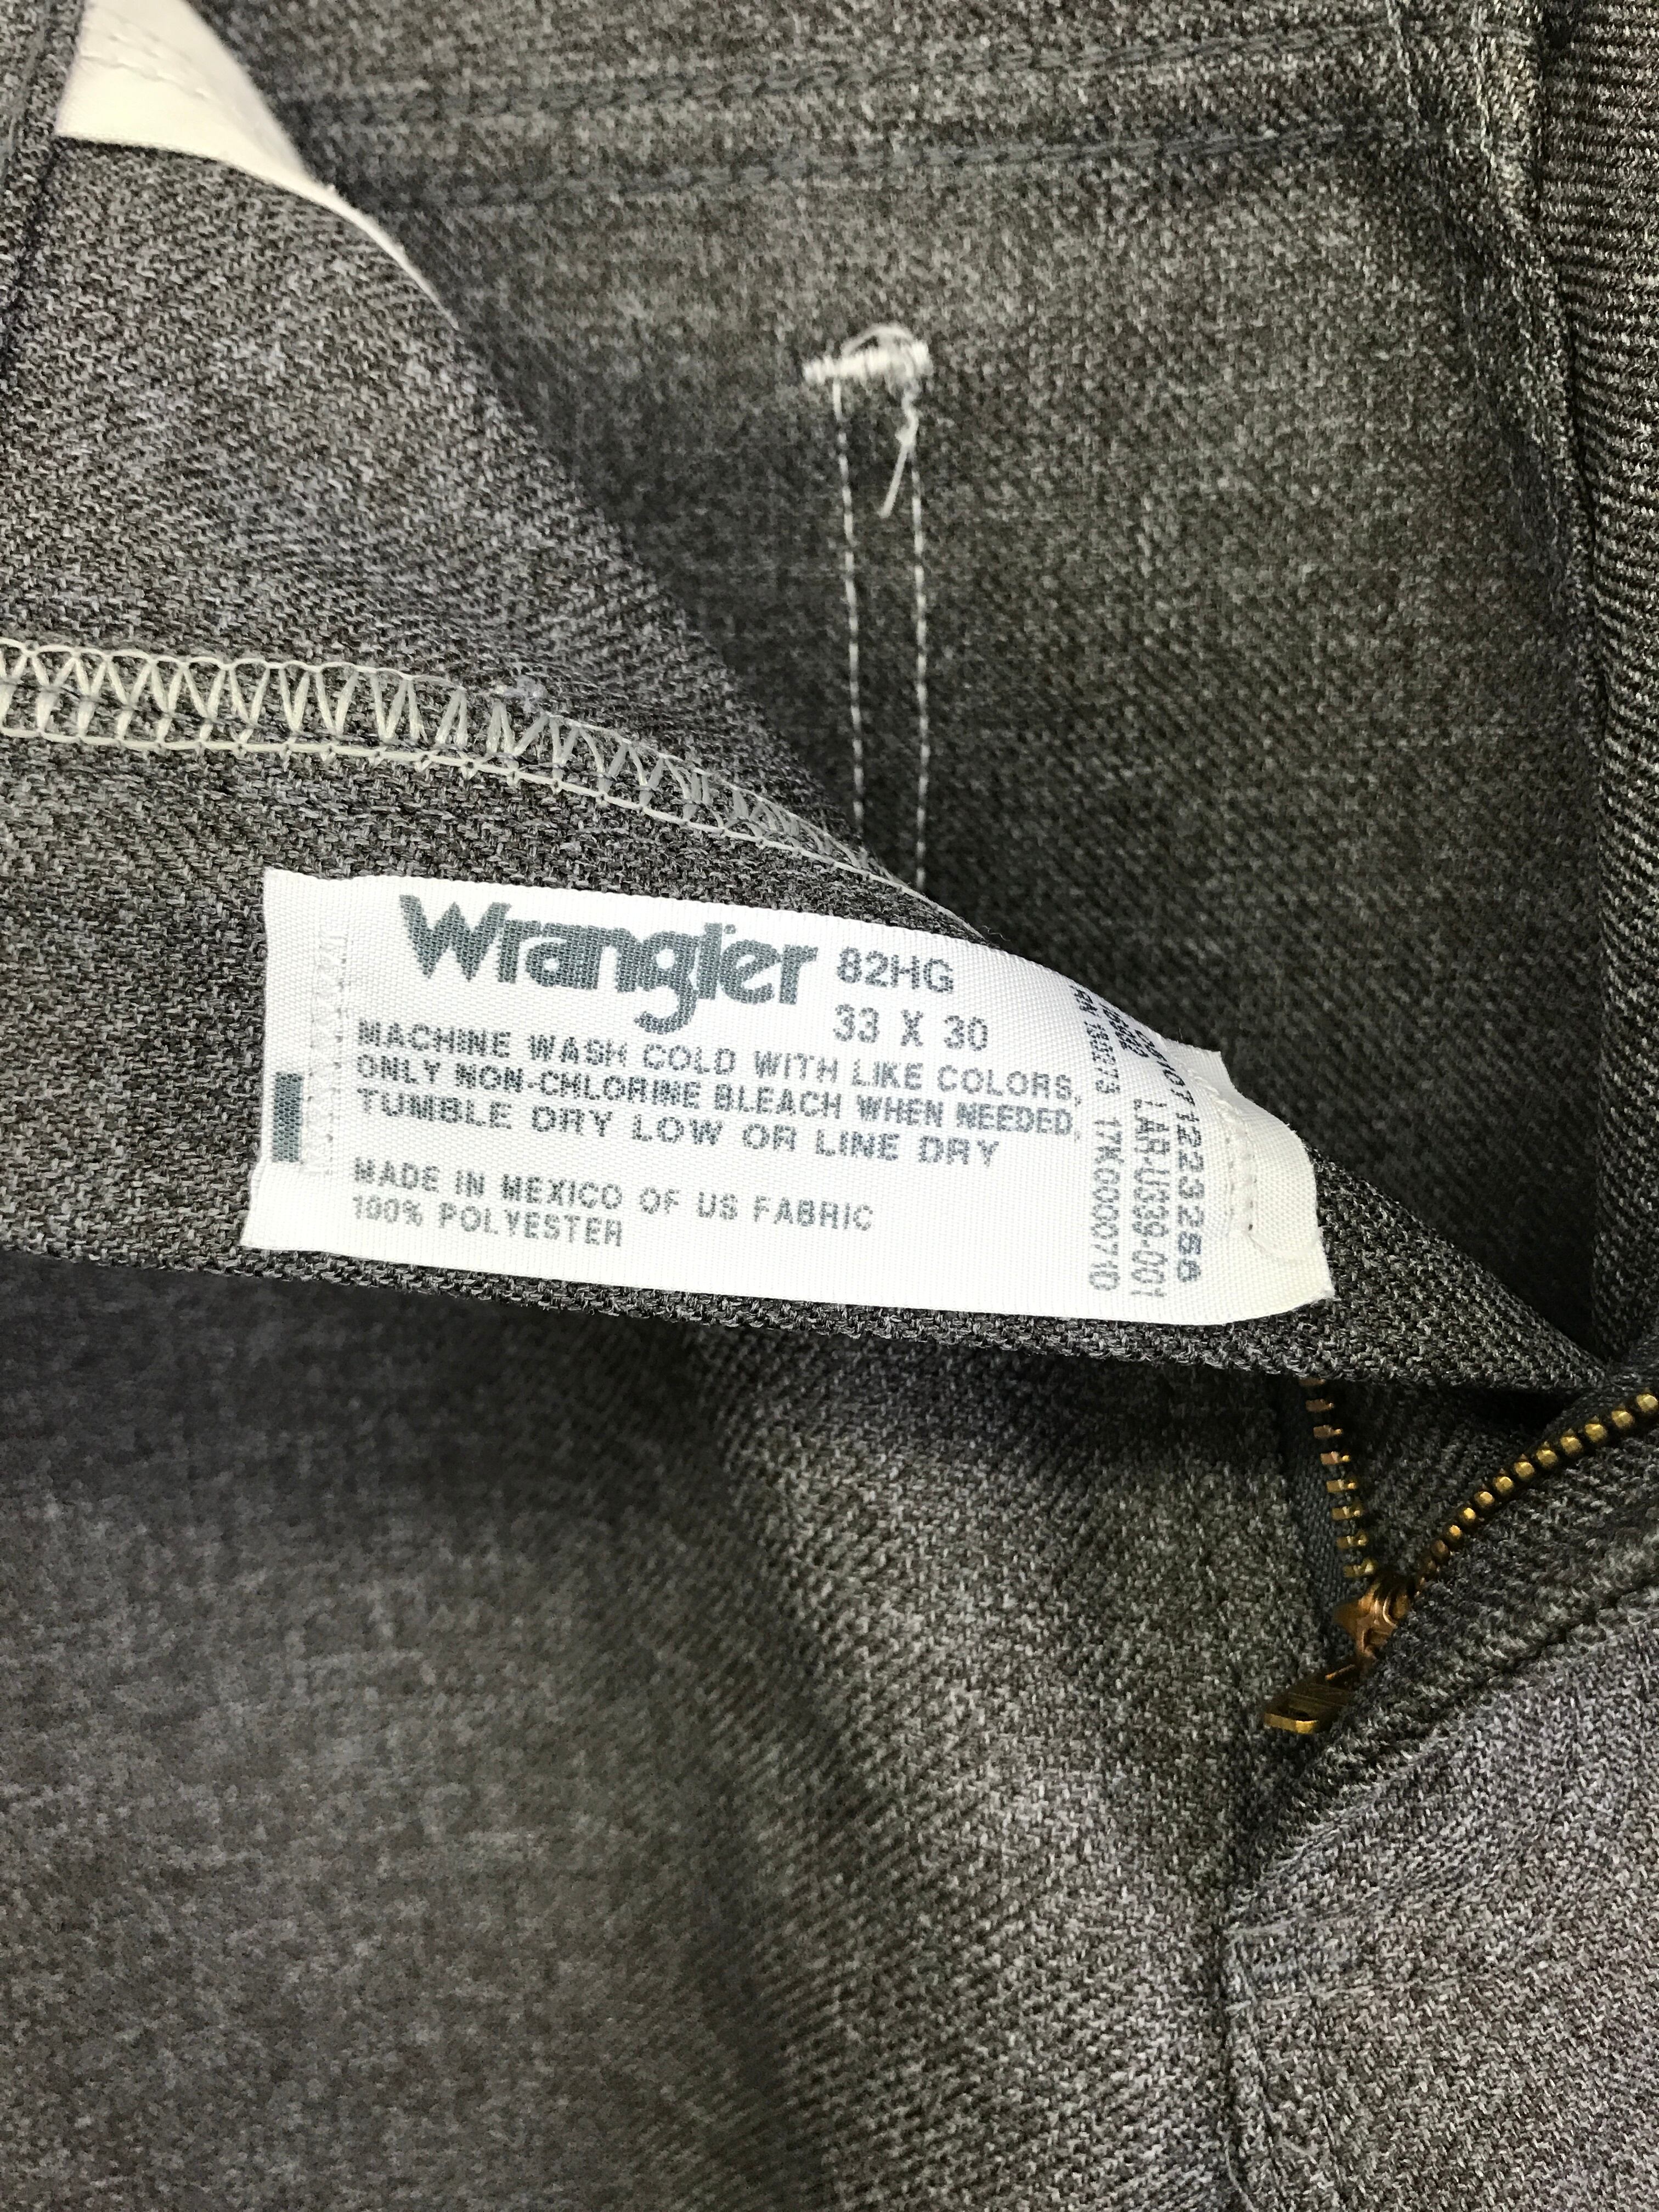 Wrangler 82HG
33 X 30
MACHINE WASH COLD WITH LIKE COLORS,
ONLY NON-CHLORINE BLEACH WHEN NEEDED,
TUMBLE DRY LOW OR LINE DRY
MADE IN MEXICO OF US FABRIC
100% POLYESTER
LAR-U339-001
17K000071D